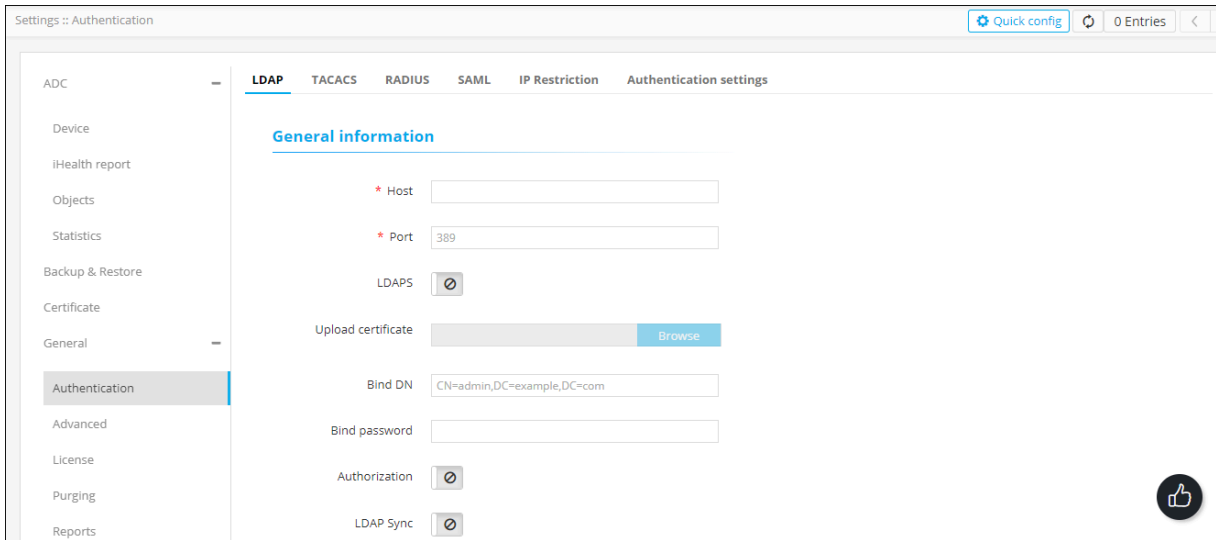 Settings :: Authentication
Quick config
0 Entries
ADC
Device
iHealth report
Objects
Statistics
Backup & Restore
Certificate
General
Authentication
Advanced
License
Purging
Reports
LDAP TACACS RADIUS SAML IP Restriction Authentication settings
General information
* Host
* Port 389
LDAPS
Upload certificate Browse
Bind DN CN=admin,DC=example,DC=com
Bind password
Authorization
LDAP Sync